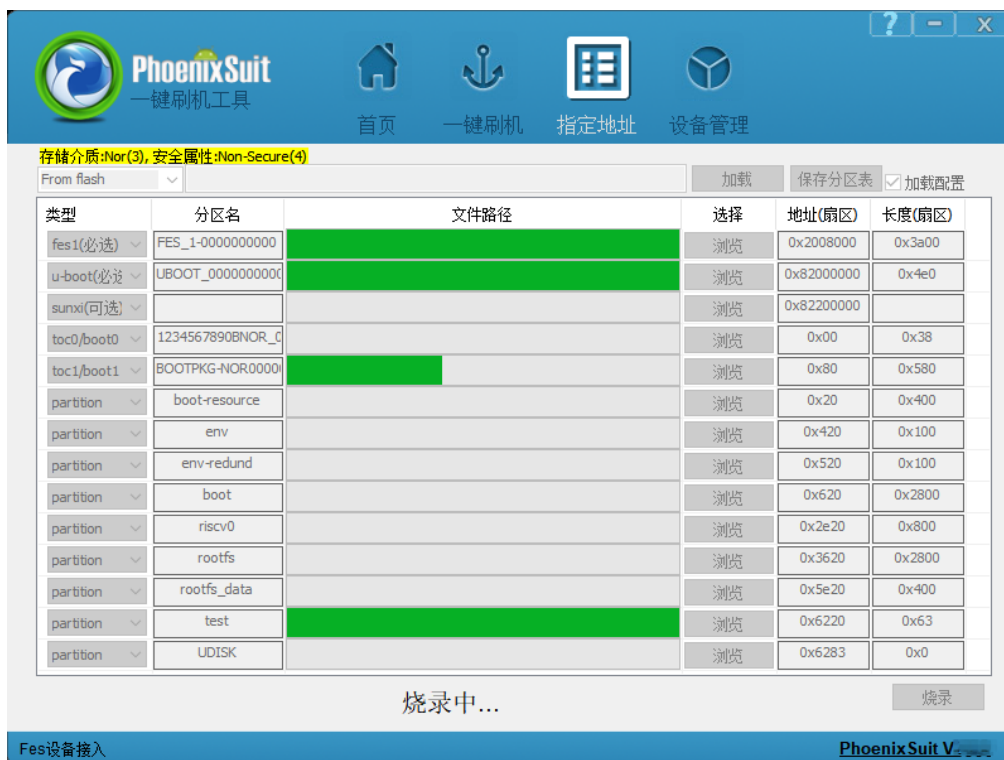 ? - X
PhoenixSuit
一键刷机工具
首页 一键刷机 指定地址 设备管理
存储介质:Nor(3), 安全属性:Non-Secure(4)
From flash 加载 保存分区表 加载配置
类型 分区名 文件路径 选择 地址(扇区) 长度(扇区)
fes1(必选) FES_1-0000000000 浏览 0x2008000 0x3a00
u-boot(必选 UBOOT_0000000000 浏览 0x82000000 0x4e0
sunxi(可选) 浏览 0x82200000
toc0/boot0 1234567890BNOR_0 浏览 0x00 0x38
toc1/boot1 BOOTPKG-NOR00000 浏览 0x80 0x580
partition boot-resource 浏览 0x20 0x400
partition env 浏览 0x420 0x100
partition env-redund 浏览 0x520 0x100
partition boot 浏览 0x620 0x2800
partition riscv0 浏览 0x2e20 0x800
partition rootfs 浏览 0x3620 0x2800
partition rootfs_data 浏览 0x5e20 0x400
partition test 浏览 0x6220 0x63
partition UDISK 浏览 0x6283 0x0
烧录中...
烧录
Fes设备接入 PhoenixSuit V